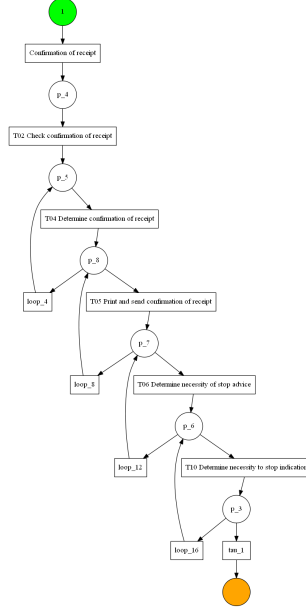 1
Confirmation of receipt
p_4
T02 Check confirmation of receipt
p_5
T04 Determine confirmation of receipt
p_8
loop_4
T05 Print and send confirmation of receipt
p_7
loop_8
T06 Determine necessity of stop advice
p_6
loop_12
T10 Determine necessity to stop indication
p_3
loop_16
tau_1